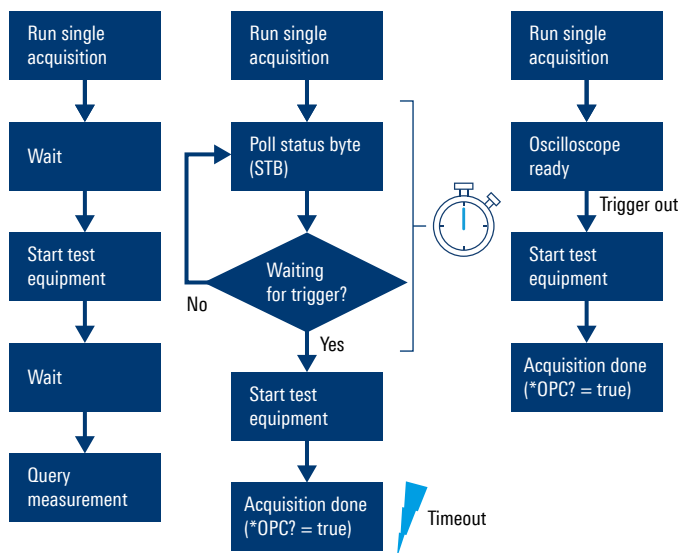 Run single
acquisition
Wait
Start test
equipment
Wait
Query
measurement
Run single
acquisition
Poll status byte
(STB)
Waiting
for trigger?
No
Yes
Start test
equipment
Acquisition done
(*OPC? = true)
Timeout
Run single
acquisition
Oscilloscope
ready
Trigger out
Start test
equipment
Acquisition done
(*OPC? = true)